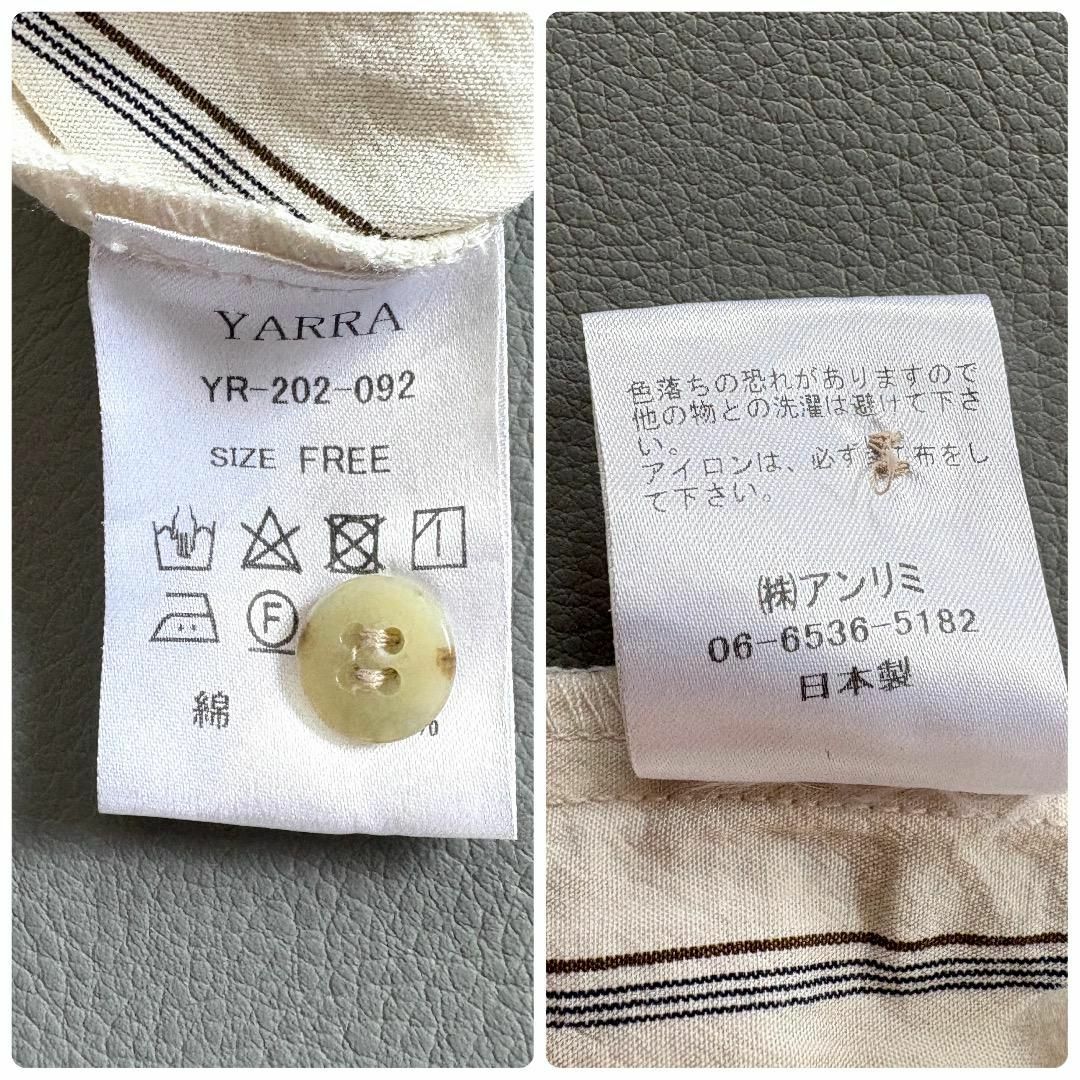 YARRA
YR-202-092
SIZE FREE
F
綿 %
色落ちの恐れがありますので
他の物との洗濯は避けて下さ
い。
アイロンは、必ず 布をし
て下さい。
㈱アンリミ
06-6536-5182
日本製